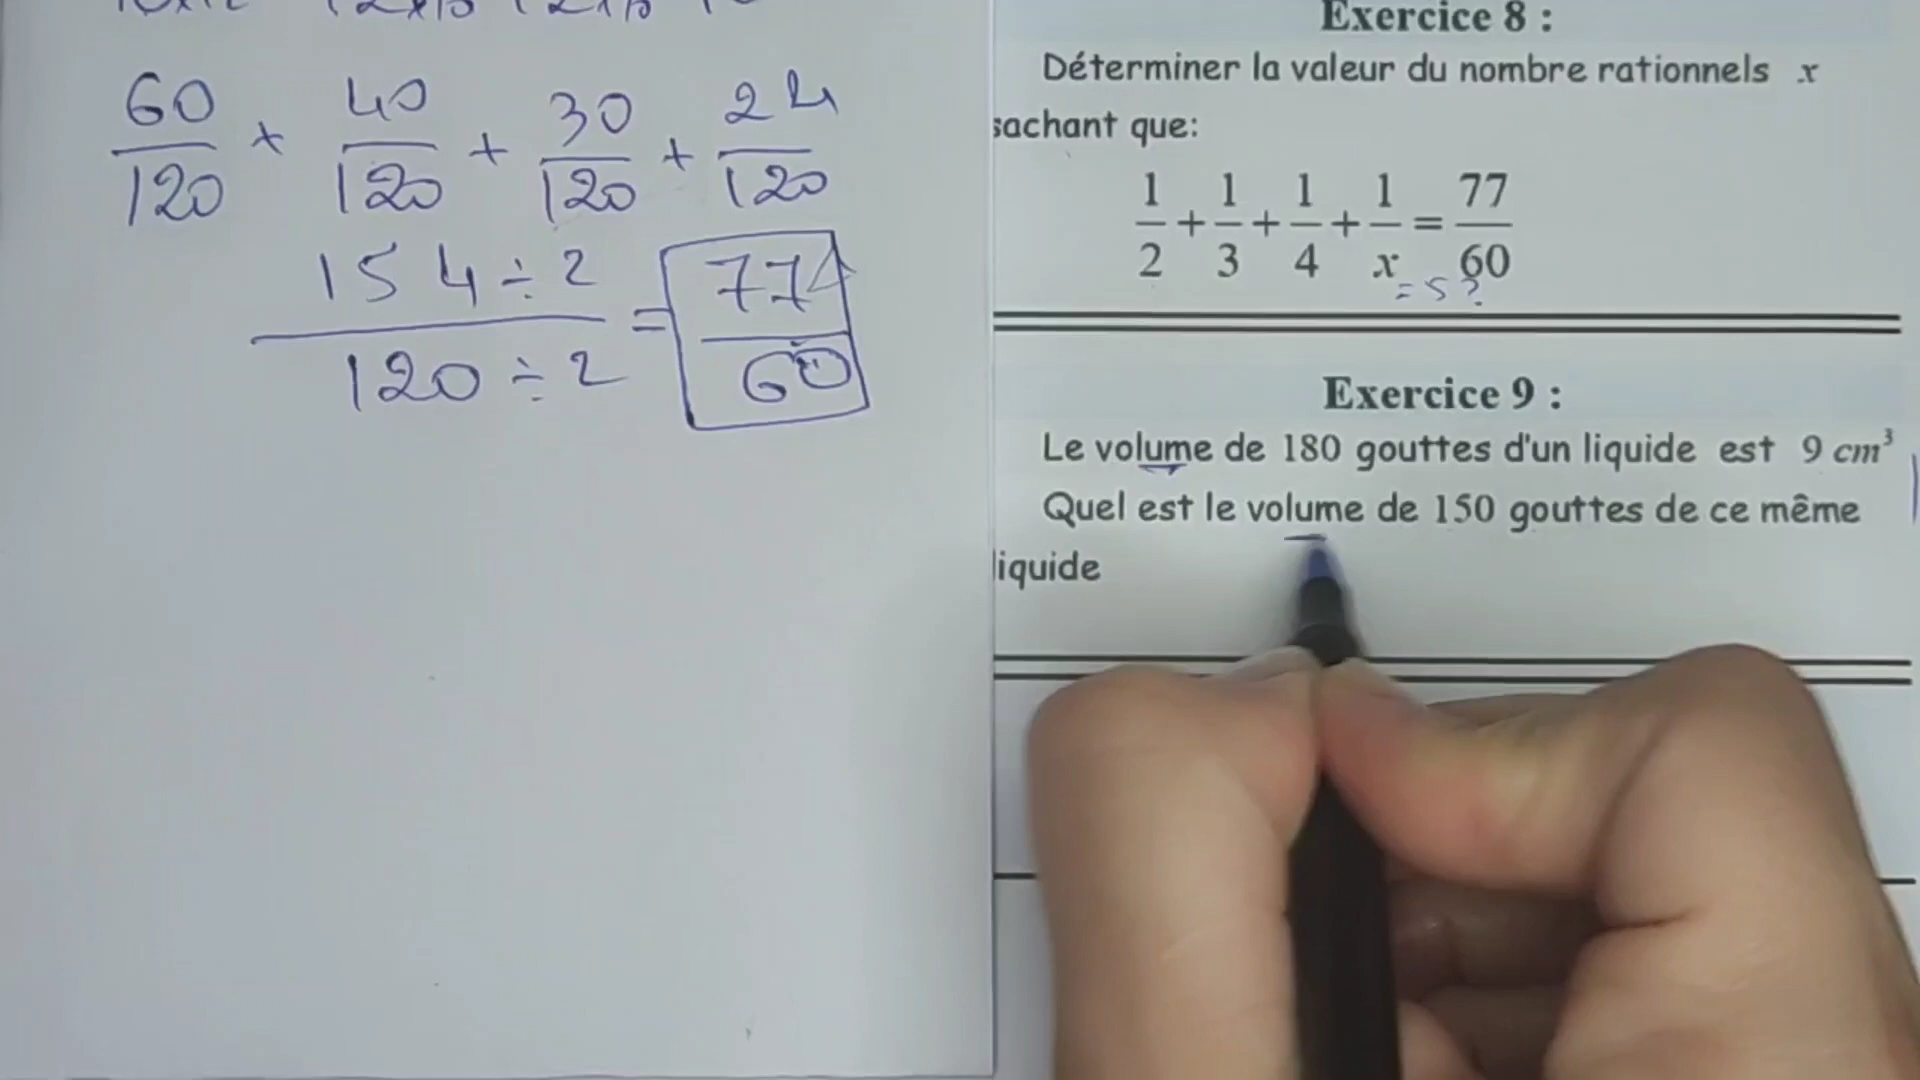 60/120 + 40/120 + 30/120 + 24/120
154÷2/120÷2 = 77/60
Exercice 8 :
Déterminer la valeur du nombre rationnels x
sachant que:
1/2 + 1/3 + 1/4 + 1/x = 77/60
= 5 ?
Exercice 9 :
Le volume de 180 gouttes d'un liquide est 9 cm³
Quel est le volume de 150 gouttes de ce même
liquide